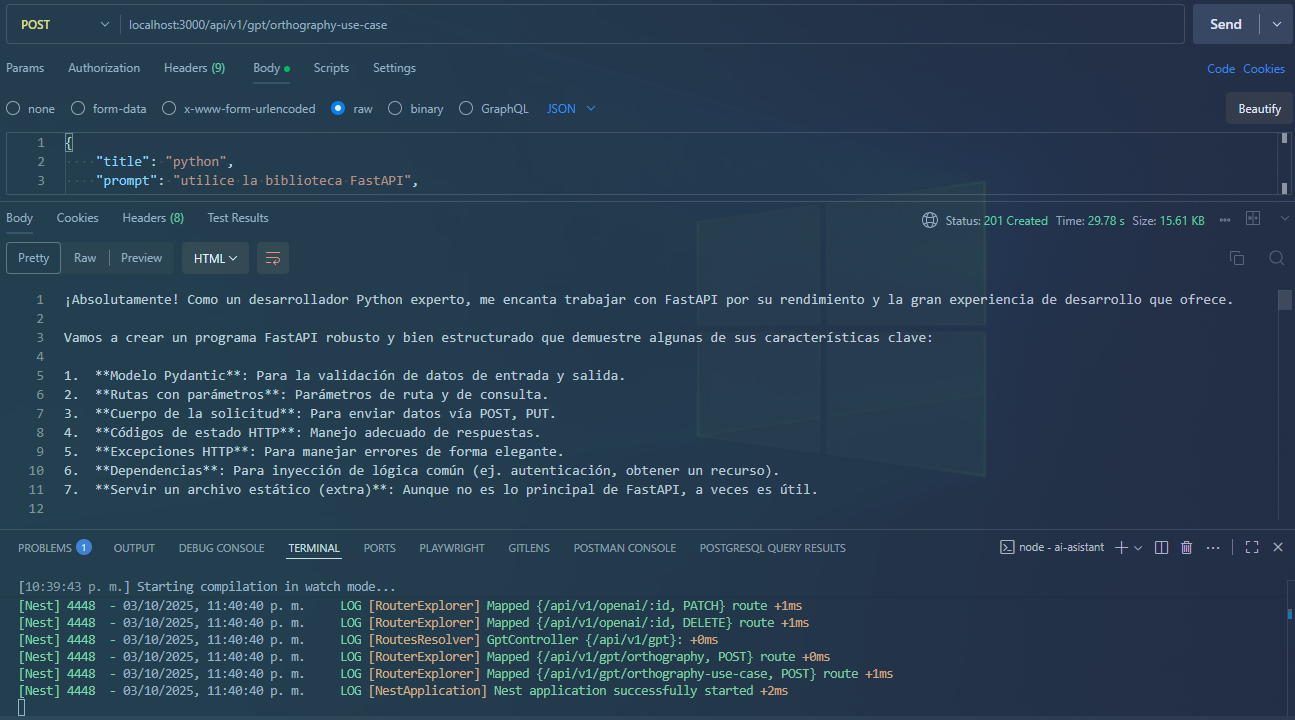 POST localhost:3000/api/v1/gpt/orthography-use-case Send
Params Authorization Headers (9) Body Scripts Settings Code Cookies
none form-data x-www-form-urlencoded raw binary GraphQL JSON Beautify
1 {
2 "title": "python",
3 "prompt": "utilice la biblioteca FastAPI",
Body Cookies Headers (8) Test Results Status: 201 Created Time: 29.78 s Size: 15.61 KB
Pretty Raw Preview HTML
1 ¡Absolutamente! Como un desarrollador Python experto, me encanta trabajar con FastAPI por su rendimiento y la gran experiencia de desarrollo que ofrece.
2
3 Vamos a crear un programa FastAPI robusto y bien estructurado que demuestre algunas de sus características clave:
4
5 1. **Modelo Pydantic**: Para la validación de datos de entrada y salida.
6 2. **Rutas con parámetros**: Parámetros de ruta y de consulta.
7 3. **Cuerpo de la solicitud**: Para enviar datos vía POST, PUT.
8 4. **Códigos de estado HTTP**: Manejo adecuado de respuestas.
9 5. **Excepciones HTTP**: Para manejar errores de forma elegante.
10 6. **Dependencias**: Para inyección de lógica común (ej. autenticación, obtener un recurso).
11 7. **Servir un archivo estático (extra)**: Aunque no es lo principal de FastAPI, a veces es útil.
12
PROBLEMS 1 OUTPUT DEBUG CONSOLE TERMINAL PORTS PLAYWRIGHT GITLENS POSTMAN CONSOLE POSTGRESQL QUERY RESULTS node - ai-asistant
[10:39:43 p. m.] Starting compilation in watch mode...
[Nest] 4448 - 03/10/2025, 11:40:40 p. m. LOG [RouterExplorer] Mapped {/api/v1/openai/:id, PATCH} route +1ms
[Nest] 4448 - 03/10/2025, 11:40:40 p. m. LOG [RouterExplorer] Mapped {/api/v1/openai/:id, DELETE} route +1ms
[Nest] 4448 - 03/10/2025, 11:40:40 p. m. LOG [RoutesResolver] GptController {/api/v1/gpt}: +0ms
[Nest] 4448 - 03/10/2025, 11:40:40 p. m. LOG [RouterExplorer] Mapped {/api/v1/gpt/orthography, POST} route +0ms
[Nest] 4448 - 03/10/2025, 11:40:40 p. m. LOG [RouterExplorer] Mapped {/api/v1/gpt/orthography-use-case, POST} route +1ms
[Nest] 4448 - 03/10/2025, 11:40:40 p. m. LOG [NestApplication] Nest application successfully started +2ms